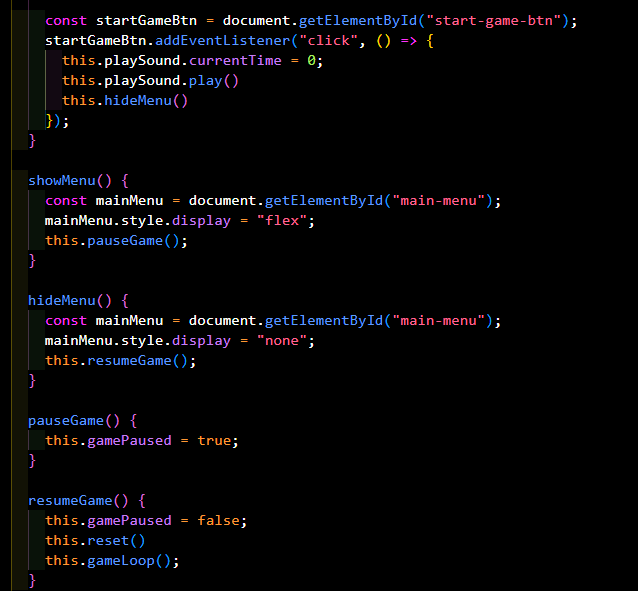 const startGameBtn = document.getElementById("start-game-btn");
startGameBtn.addEventListener("click", () => {
this.playSound.currentTime = 0;
this.playSound.play()
this.hideMenu()
});
}
showMenu() {
const mainMenu = document.getElementById("main-menu");
mainMenu.style.display = "flex";
this.pauseGame();
}
hideMenu() {
const mainMenu = document.getElementById("main-menu");
mainMenu.style.display = "none";
this.resumeGame();
}
pauseGame() {
this.gamePaused = true;
}
resumeGame() {
this.gamePaused = false;
this.reset()
this.gameLoop();
}